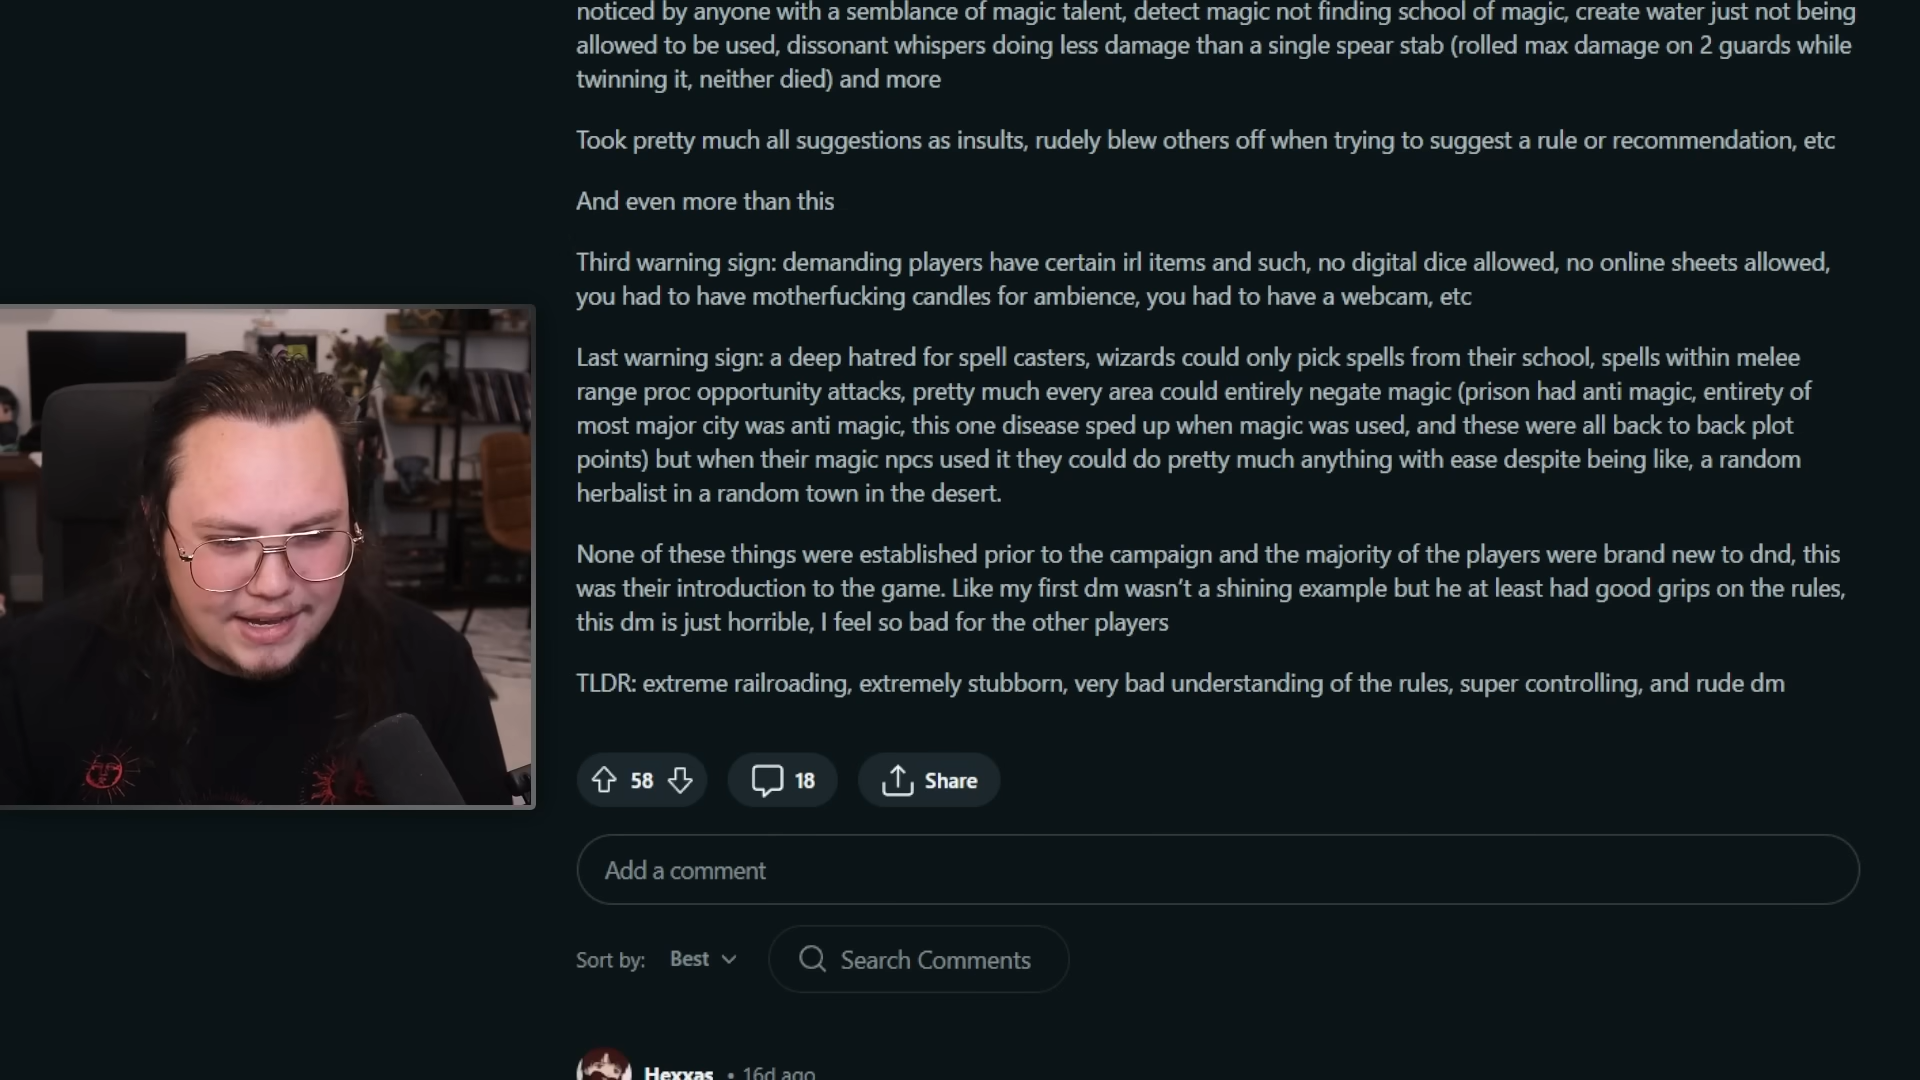 noticed by anyone with a semblance of magic talent, detect magic not finding school of magic, create water just not being
allowed to be used, dissonant whispers doing less damage than a single spear stab (rolled max damage on 2 guards while
twinning it, neither died) and more
Took pretty much all suggestions as insults, rudely blew others off when trying to suggest a rule or recommendation, etc
And even more than this
Third warning sign: demanding players have certain irl items and such, no digital dice allowed, no online sheets allowed,
you had to have motherfucking candles for ambience, you had to have a webcam, etc
Last warning sign: a deep hatred for spell casters, wizards could only pick spells from their school, spells within melee
range proc opportunity attacks, pretty much every area could entirely negate magic (prison had anti magic, entirety of
most major city was anti magic, this one disease sped up when magic was used, and these were all back to back plot
points) but when their magic npcs used it they could do pretty much anything with ease despite being like, a random
herbalist in a random town in the desert.
None of these things were established prior to the campaign and the majority of the players were brand new to dnd, this
was their introduction to the game. Like my first dm wasn’t a shining example but he at least had good grips on the rules,
this dm is just horrible, I feel so bad for the other players
TLDR: extreme railroading, extremely stubborn, very bad understanding of the rules, super controlling, and rude dm
58
18
Share
Add a comment
Sort by: Best
Search Comments
Hexxas • 16d ago